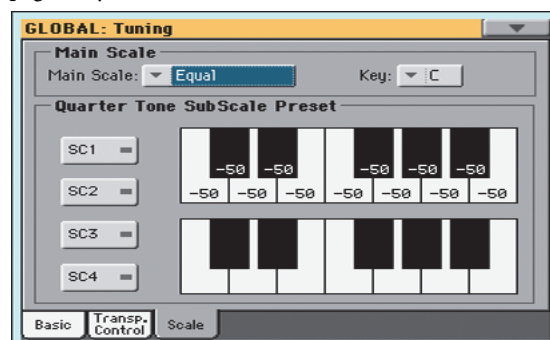 GLOBAL: Tuning
Main Scale
Main Scale: Equal Key: C
Quarter Tone SubScale Preset
SC1
-50 -50 -50 -50 -50
SC2
-50 -50 -50 -50 -50 -50 -50
SC3
SC4
Basic Transp. Control Scale